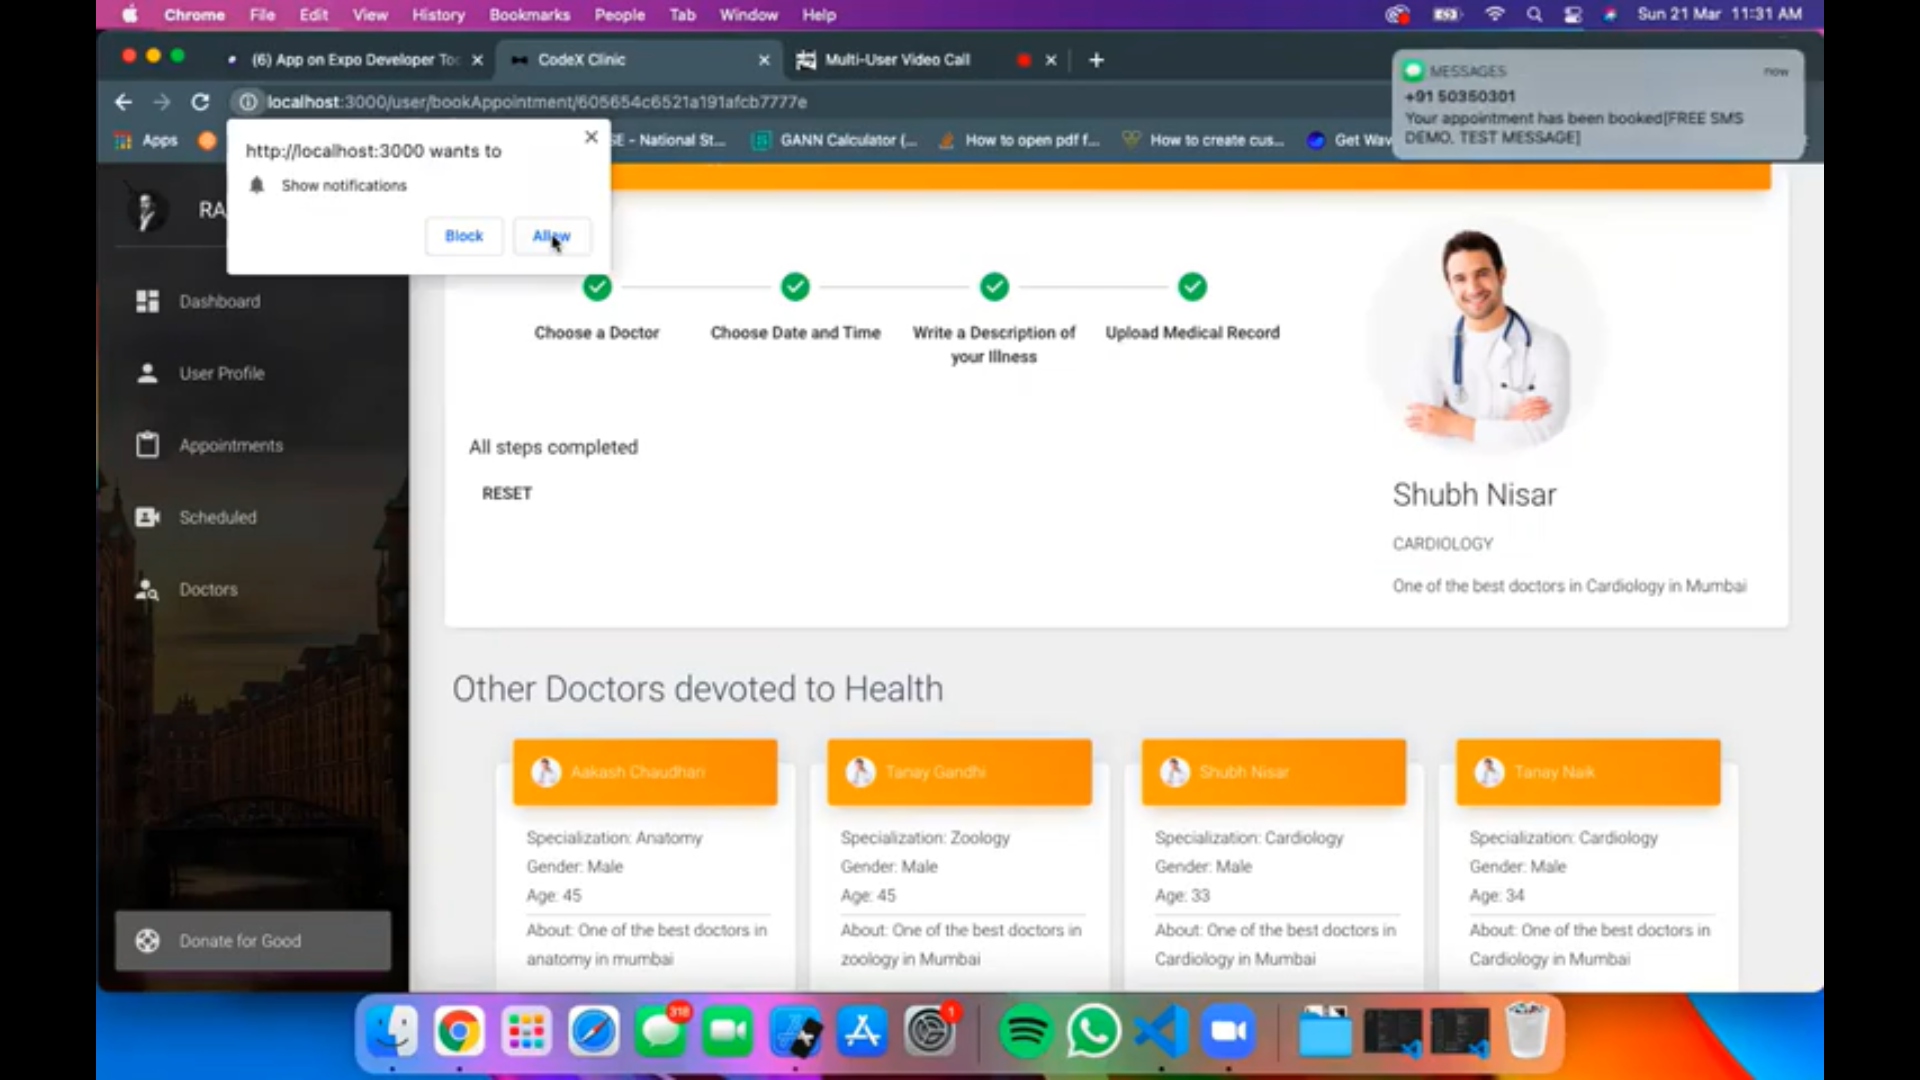 Chrome File Edit View History Bookmarks People Tab Window Help
Sun 21 Mar 11:31 AM
(6) App on Expo Developer Too
CodeX Clinic
Multi-User Video Call
MESSAGES
now
+91 50350301
Your appointment has been booked[FREE SMS
DEMO, TEST MESSAGE]
localhost:3000/user/bookAppointment/605654c6521a191afcb7777e
Apps
SE - National St...
GANN Calculator (...
How to open pdf f...
How to create cus...
Get Wav
http://localhost:3000 wants to
Show notifications
Block
Allow
RA
Dashboard
User Profile
Appointments
Scheduled
Doctors
Donate for Good
Choose a Doctor
Choose Date and Time
Write a Description of
your Illness
Upload Medical Record
All steps completed
RESET
Shubh Nisar
CARDIOLOGY
One of the best doctors in Cardiology in Mumbai
Other Doctors devoted to Health
Aakash Chaudhari
Specialization: Anatomy
Gender: Male
Age: 45
About: One of the best doctors in
anatomy in mumbai
Tanay Gandhi
Specialization: Zoology
Gender: Male
Age: 45
About: One of the best doctors in
zoology in Mumbai
Shubh Nisar
Specialization: Cardiology
Gender: Male
Age: 33
About: One of the best doctors in
Cardiology in Mumbai
Tanay Naik
Specialization: Cardiology
Gender: Male
Age: 34
About: One of the best doctors in
Cardiology in Mumbai
318
1